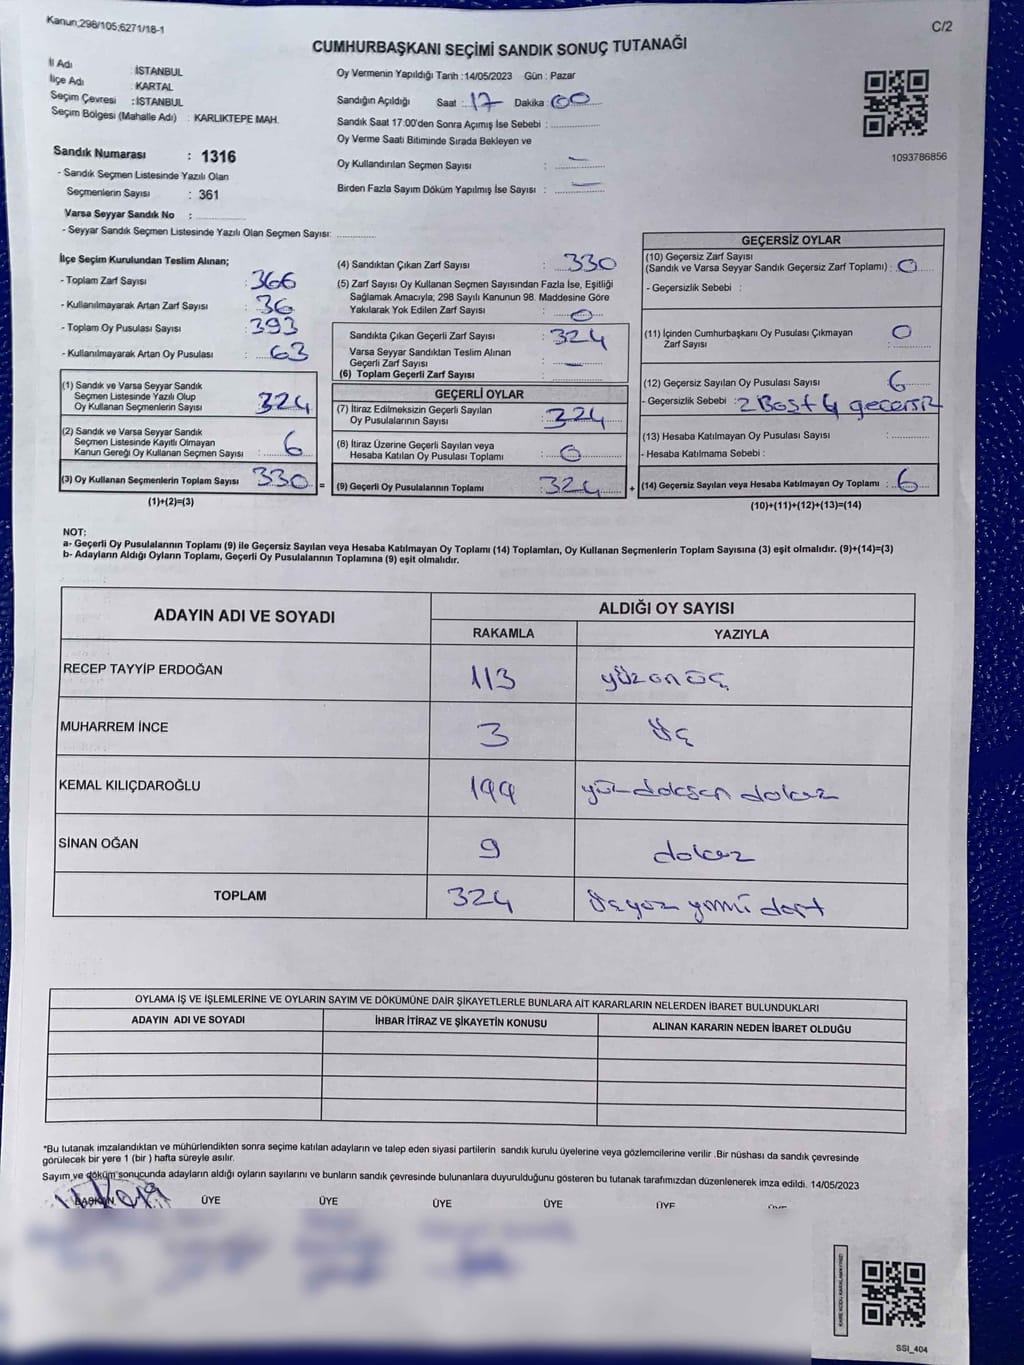 Kanun;298/105;6271/18-1
C/2
CUMHURBAŞKANI SEÇİMİ SANDIK SONUÇ TUTANAĞI
İl Adı : İSTANBUL
İlçe Adı : KARTAL
Seçim Çevresi : İSTANBUL
Seçim Bölgesi (Mahalle Adı) : KARLIKTEPE MAH.
Sandık Numarası : 1316
- Sandık Seçmen Listesinde Yazılı Olan
Seçmenlerin Sayısı : 361
Varsa Seyyar Sandık No :
- Seyyar Sandık Seçmen Listesinde Yazılı Olan Seçmen Sayısı:
Oy Vermenin Yapıldığı Tarih :14/05/2023 Gün : Pazar
Sandığın Açıldığı Saat : 17 Dakika : 00
Sandık Saat 17:00'den Sonra Açımış İse Sebebi :
Oy Verme Saati Bitiminde Sırada Bekleyen ve
Oy Kullandırılan Seçmen Sayısı : —
Birden Fazla Sayım Döküm Yapılmış İse Sayısı : —
1093786856
İlçe Seçim Kurulundan Teslim Alınan;
- Toplam Zarf Sayısı : 366
- Kullanılmayarak Artan Zarf Sayısı : 36
- Toplam Oy Pusulası Sayısı : 393
- Kullanılmayarak Artan Oy Pusulası : 63
(1) Sandık ve Varsa Seyyar Sandık
Seçmen Listesinde Yazılı Olup
Oy Kullanan Seçmenlerin Sayısı : 324
(2) Sandık ve Varsa Seyyar Sandık
Seçmen Listesinde Kayıtlı Olmayan
Kanun Gereği Oy Kullanan Seçmen Sayısı : 6
(3) Oy Kullanan Seçmenlerin Toplam Sayısı : 330 =
(1)+(2)=(3)
(4) Sandıktan Çıkan Zarf Sayısı : 330
(5) Zarf Sayısı Oy Kullanan Seçmen Sayısından Fazla İse, Eşitliği
Sağlamak Amacıyla; 298 Sayılı Kanunun 98. Maddesine Göre
Yakılarak Yok Edilen Zarf Sayısı : 0
Sandıkta Çıkan Geçerli Zarf Sayısı : 324
Varsa Seyyar Sandıktan Teslim Alınan
Geçerli Zarf Sayısı : —
(6) Toplam Geçerli Zarf Sayısı :
GEÇERLİ OYLAR
(7) İtiraz Edilmeksizin Geçerli Sayılan
Oy Pusulalarının Sayısı : 324
(8) İtiraz Üzerine Geçerli Sayılan veya
Hesaba Katılan Oy Pusulası Toplamı : 0
(9) Geçerli Oy Pusulalarının Toplamı : 324 +
GEÇERSİZ OYLAR
(10) Geçersiz Zarf Sayısı
(Sandık ve Varsa Seyyar Sandık Geçersiz Zarf Toplamı) : 0
- Geçersizlik Sebebi :
(11) İçinden Cumhurbaşkanı Oy Pusulası Çıkmayan
Zarf Sayısı : 0
(12) Geçersiz Sayılan Oy Pusulası Sayısı : 6
- Geçersizlik Sebebi : 2 Boş 4 geçersiz
(13) Hesaba Katılmayan Oy Pusulası Sayısı :
- Hesaba Katılmama Sebebi :
(14) Geçersiz Sayılan veya Hesaba Katılmayan Oy Toplamı : 6
(10)+(11)+(12)+(13)=(14)
NOT:
a- Geçerli Oy Pusulalarının Toplamı (9) ile Geçersiz Sayılan veya Hesaba Katılmayan Oy Toplamı (14) Toplamları, Oy Kullanan Seçmenlerin Toplam Sayısına (3) eşit olmalıdır. (9)+(14)=(3)
b- Adayların Aldığı Oyların Toplamı, Geçerli Oy Pusulalarının Toplamına (9) eşit olmalıdır.
ADAYIN ADI VE SOYADI ALDIĞI OY SAYISI
RAKAMLA YAZIYLA
RECEP TAYYİP ERDOĞAN 113 yüzonüç
MUHARREM İNCE 3 üç
KEMAL KILIÇDAROĞLU 199 yüzdoksan dokuz
SİNAN OĞAN 9 dokuz
TOPLAM 324 üçyüz yirmi dört
OYLAMA İŞ VE İŞLEMLERİNE VE OYLARIN SAYIM VE DÖKÜMÜNE DAİR ŞİKAYETLERLE BUNLARA AİT KARARLARIN NELERDEN İBARET BULUNDUKLARI
ADAYIN ADI VE SOYADI İHBAR İTİRAZ VE ŞİKAYETİN KONUSU ALINAN KARARIN NEDEN İBARET OLDUĞU
*Bu tutanak imzalandıktan ve mühürlendikten sonra seçime katılan adayların ve talep eden siyasi partilerin sandık kurulu üyelerine veya gözlemcilerine verilir .Bir nüshası da sandık çevresinde
görülecek bir yere 1 (bir ) hafta süreyle asılır.
Sayım ve döküm sonucunda adayların aldığı oyların sayılarını ve bunların sandık çevresinde bulunanlara duyurulduğunu gösteren bu tutanak tarafımızdan düzenlenerek imza edildi. 14/05/2023
BAŞKAN ÜYE ÜYE ÜYE ÜYE ÜYE
SSI_404